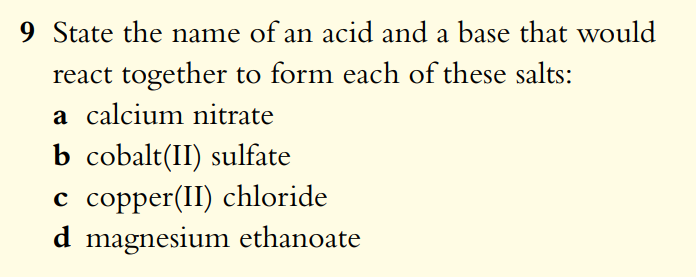 9 State the name of an acid and a base that would
react together to form each of these salts:
a calcium nitrate
b cobalt(II) sulfate
c copper(II) chloride
d magnesium ethanoate